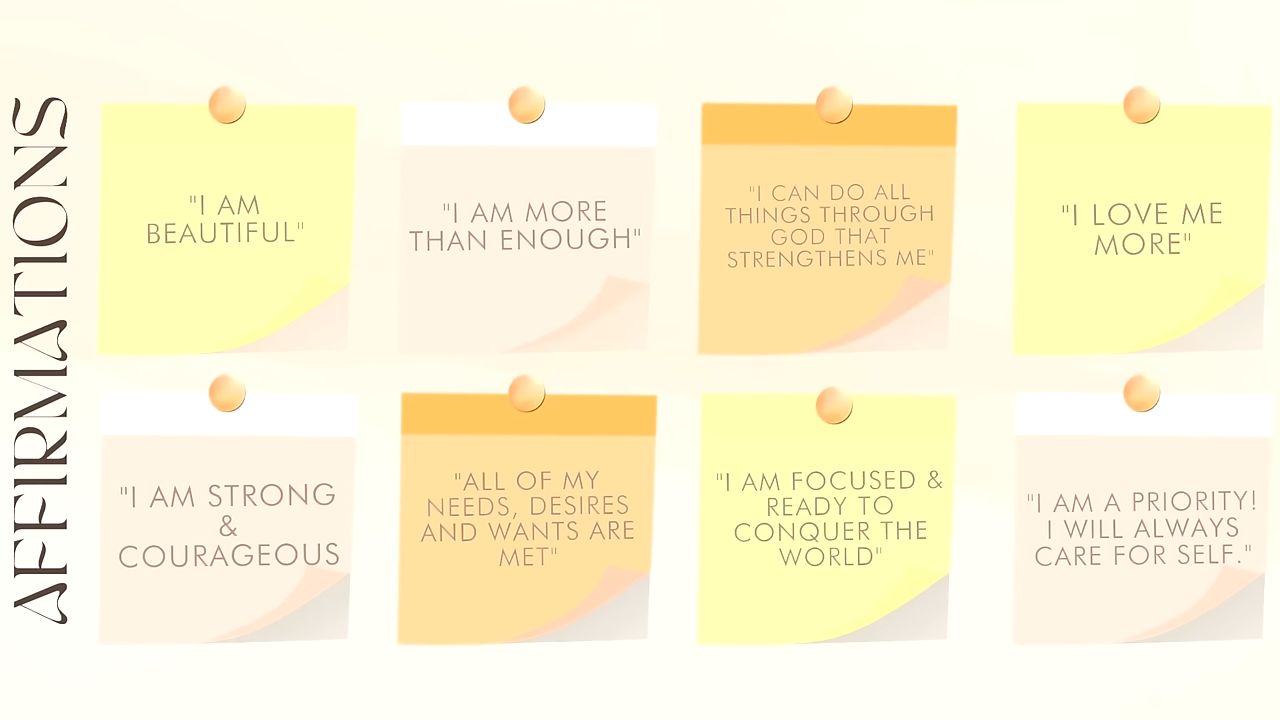 AFFIRMATIONS
"I AM
BEAUTIFUL"
"I AM MORE
THAN ENOUGH"
"I CAN DO ALL
THINGS THROUGH
GOD THAT
STRENGTHENS ME"
"I LOVE ME
MORE"
"I AM STRONG
&
COURAGEOUS
"ALL OF MY
NEEDS, DESIRES
AND WANTS ARE
MET"
"I AM FOCUSED &
READY TO
CONQUER THE
WORLD"
"I AM A PRIORITY!
I WILL ALWAYS
CARE FOR SELF."